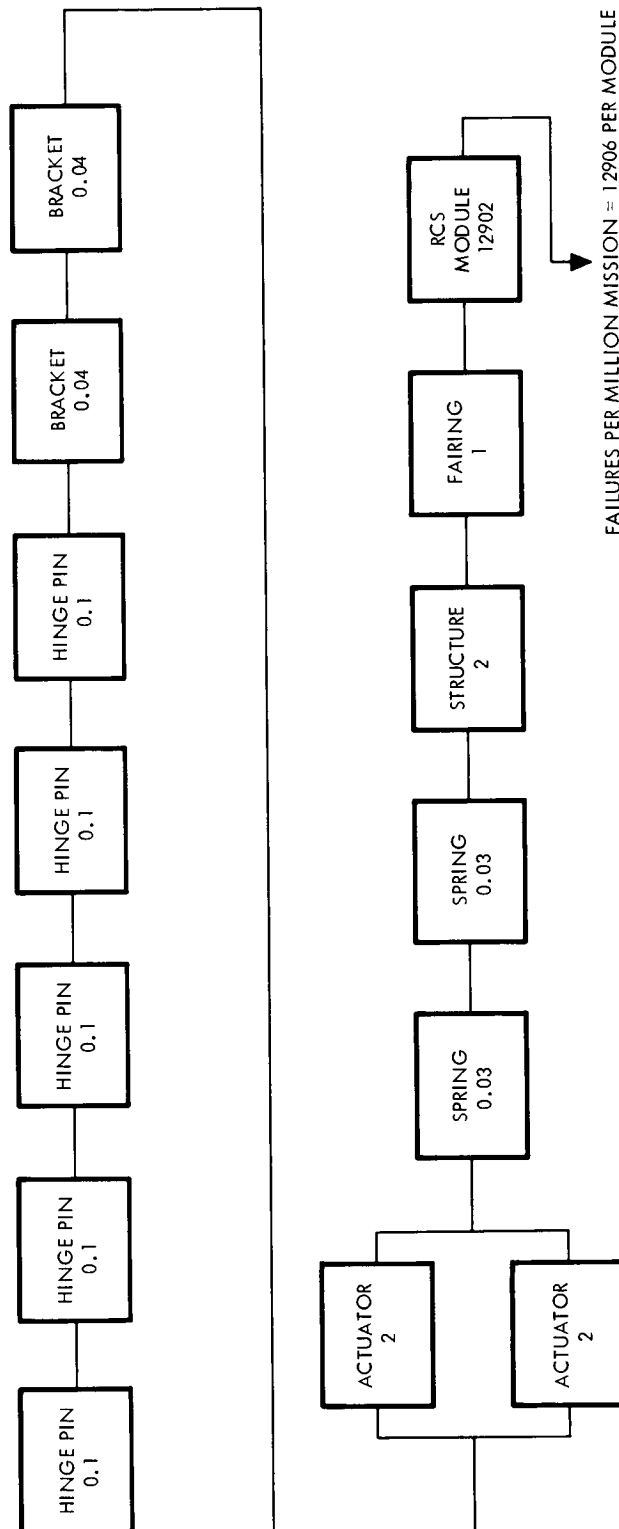 HINGE PIN
0.1
HINGE PIN
0.1
HINGE PIN
0.1
HINGE PIN
0.1
HINGE PIN
0.1
BRACKET
0.04
BRACKET
0.04
ACTUATOR
2
ACTUATOR
2
SPRING
0.03
SPRING
0.03
STRUCTURE
2
FAIRING
1
RCS
MODULE
12902
FAILURES PER MILLION MISSION = 12906 PER MODULE